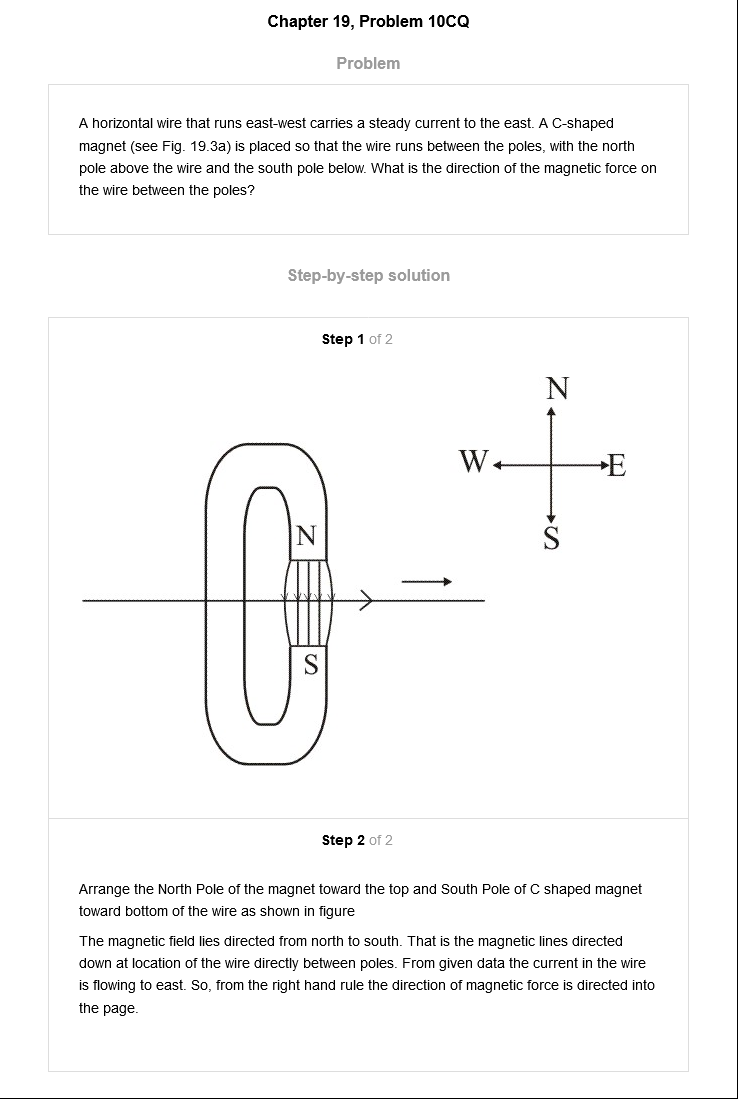 Chapter 19, Problem 10CQ
Problem
A horizontal wire that runs east-west carries a steady current to the east. A C-shaped
magnet (see Fig. 19.3a) is placed so that the wire runs between the poles, with the north
pole above the wire and the south pole below. What is the direction of the magnetic force on
the wire between the poles?
Step-by-step solution
Step 1 of 2
N
W E
S
N
S
Step 2 of 2
Arrange the North Pole of the magnet toward the top and South Pole of C shaped magnet
toward bottom of the wire as shown in figure
The magnetic field lies directed from north to south. That is the magnetic lines directed
down at location of the wire directly between poles. From given data the current in the wire
is flowing to east. So, from the right hand rule the direction of magnetic force is directed into
the page.